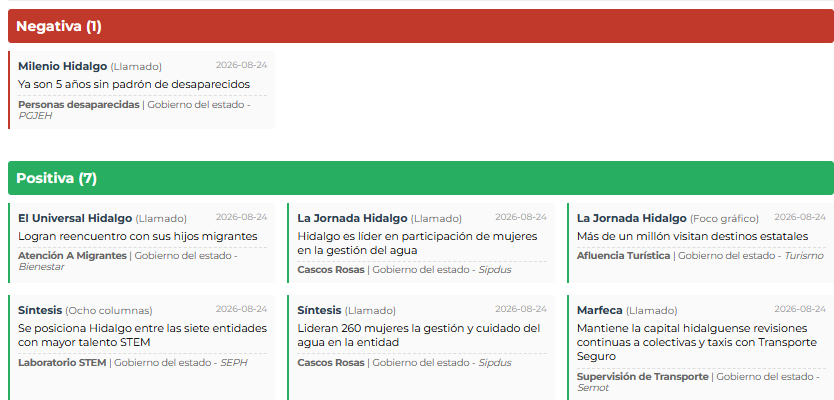 Negativa (1)
Milenio Hidalgo (Llamado) 2026-08-24
Ya son 5 años sin padrón de desaparecidos
Personas desaparecidas | Gobierno del estado -
PGJEH
Positiva (7)
El Universal Hidalgo (Llamado) 2026-08-24
Logran reencuentro con sus hijos migrantes
Atención A Migrantes | Gobierno del estado -
Bienestar
La Jornada Hidalgo (Llamado) 2026-08-24
Hidalgo es líder en participación de mujeres
en la gestión del agua
Cascos Rosas | Gobierno del estado - Sipdus
La Jornada Hidalgo (Foco gráfico) 2026-08-24
Más de un millón visitan destinos estatales
Afluencia Turística | Gobierno del estado - Turismo
Síntesis (Ocho columnas) 2026-08-24
Se posiciona Hidalgo entre las siete entidades
con mayor talento STEM
Laboratorio STEM | Gobierno del estado - SEPH
Síntesis (Llamado) 2026-08-24
Lideran 260 mujeres la gestión y cuidado del
agua en la entidad
Cascos Rosas | Gobierno del estado - Sipdus
Marfeca (Llamado) 2026-08-24
Mantiene la capital hidalguense revisiones
continuas a colectivas y taxis con Transporte
Seguro
Supervisión de Transporte | Gobierno del estado -
Semot